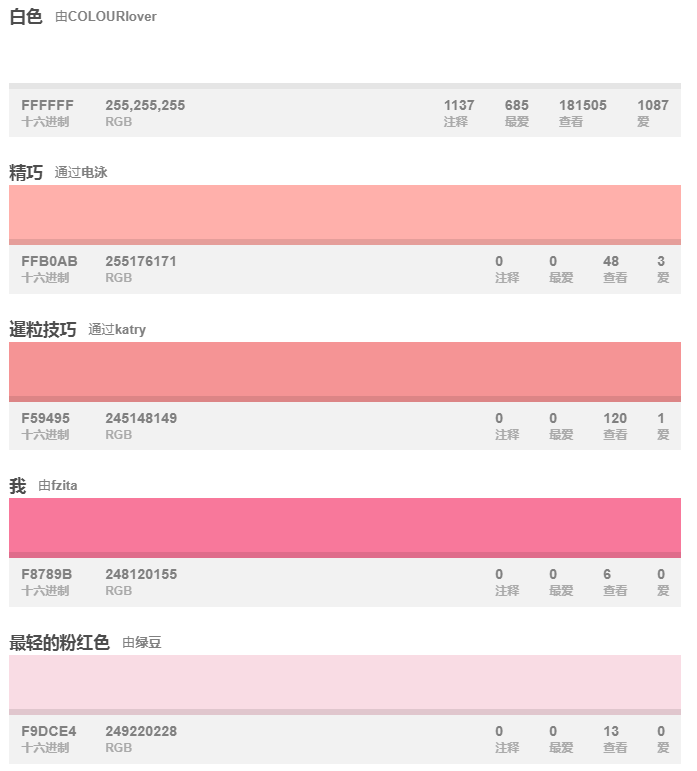 白色 由COLOURlover
FFFFFF 255,255,255 1137 685 181505 1087
十六进制 RGB 注释 最爱 查看 爱
精巧 通过电泳
FFB0AB 255176171 0 0 48 3
十六进制 RGB 注释 最爱 查看 爱
暹粒技巧 通过katry
F59495 245148149 0 0 120 1
十六进制 RGB 注释 最爱 查看 爱
我 由fzita
F8789B 248120155 0 0 6 0
十六进制 RGB 注释 最爱 查看 爱
最轻的粉红色 由绿豆
F9DCE4 249220228 0 0 13 0
十六进制 RGB 注释 最爱 查看 爱